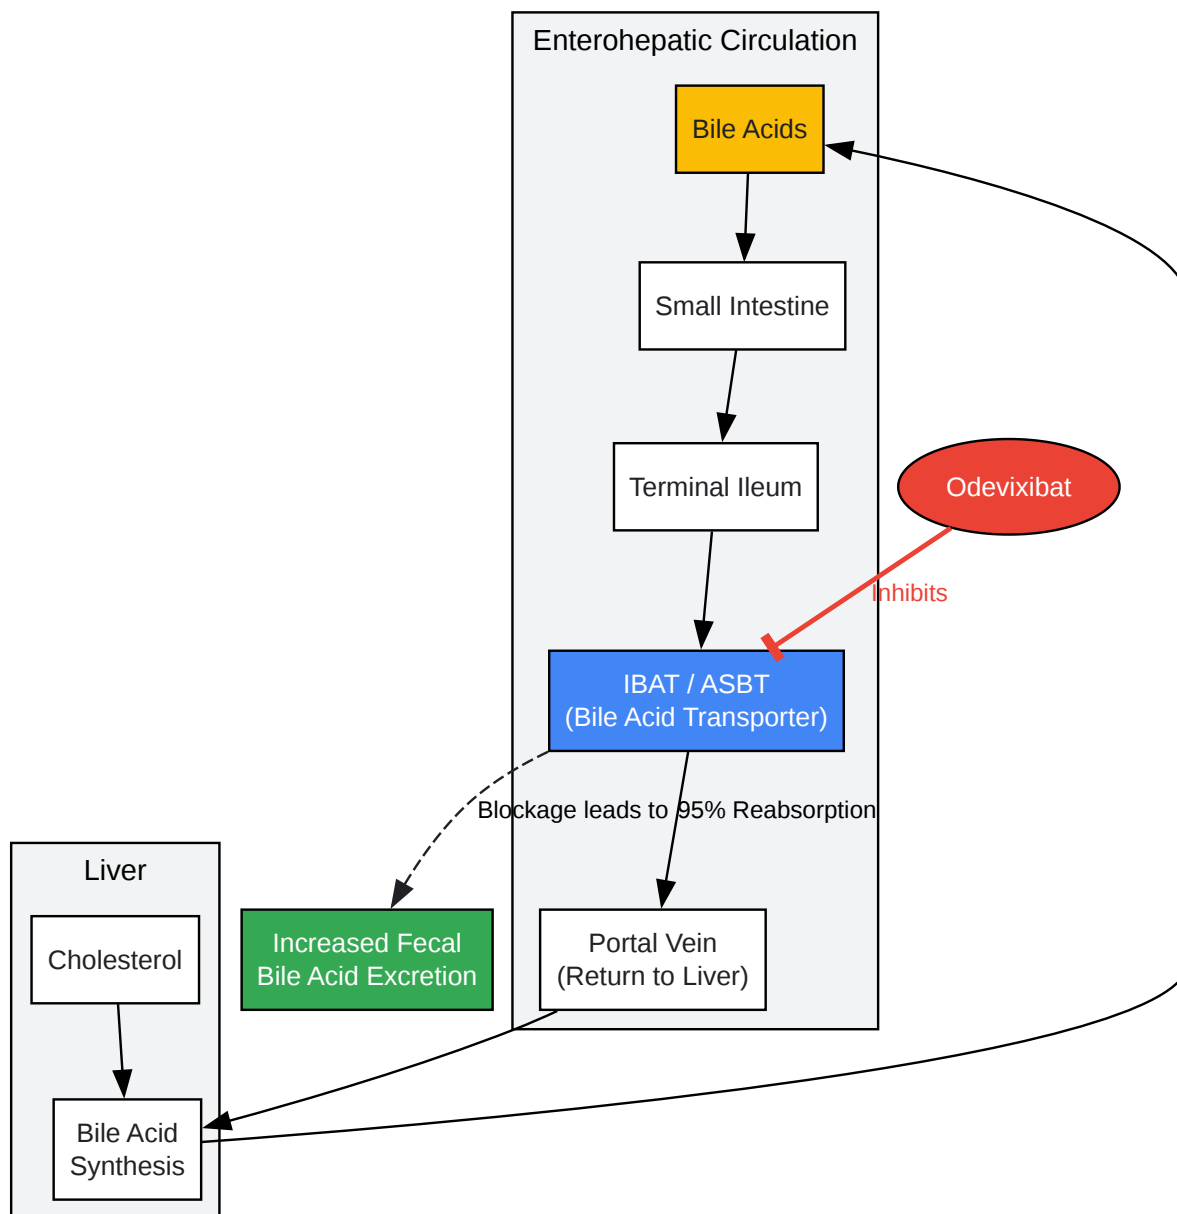 Enterohepatic Circulation
Bile Acids
Small Intestine
Terminal Ileum
Odevixibat
Inhibits
IBAT / ASBT
(Bile Acid Transporter)
Blockage leads to
95% Reabsorption
Liver
Cholesterol
Increased Fecal
Bile Acid Excretion
Portal Vein
(Return to Liver)
Bile Acid
Synthesis